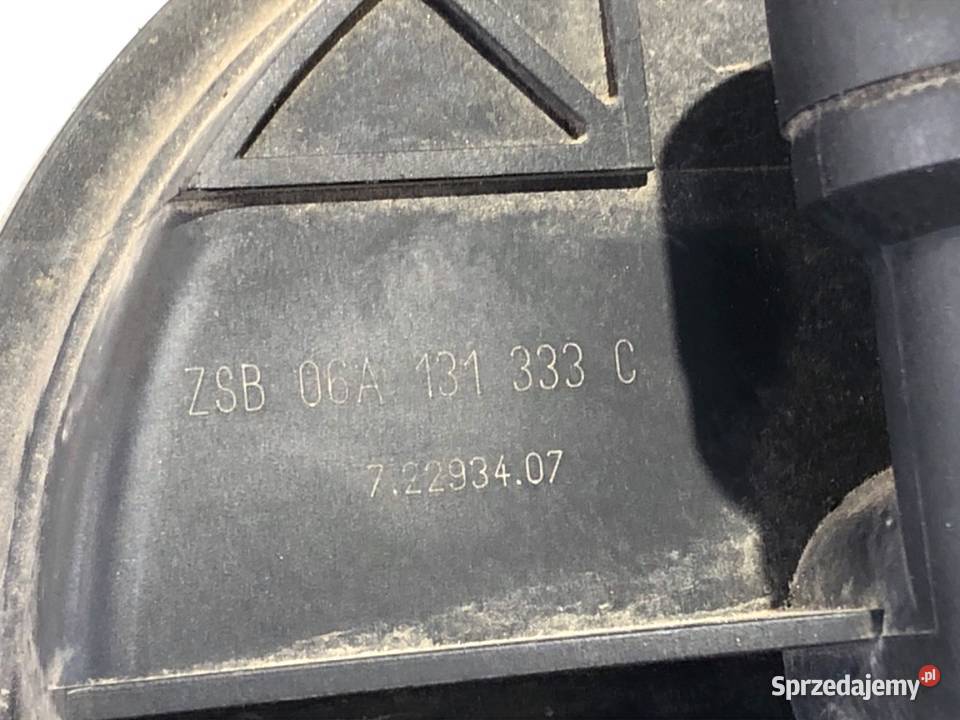 ZSB 06A 131 333 C
7.22934.07
Sprzedajemy.pl